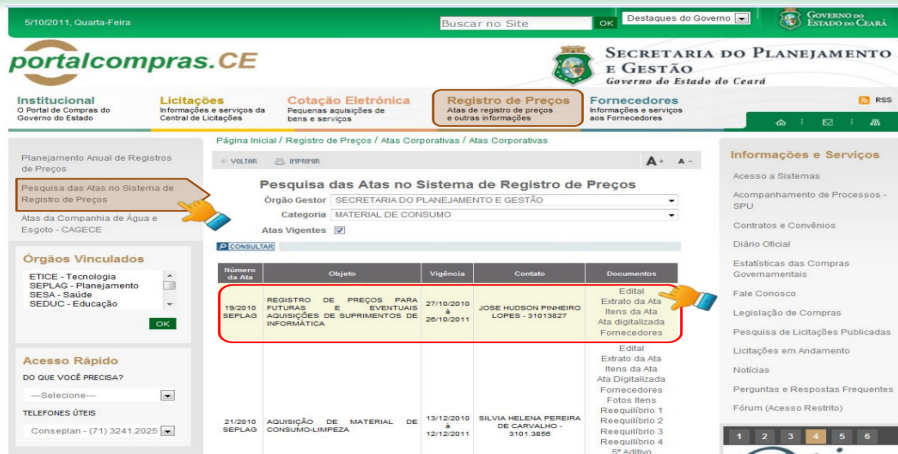 5/10/2011, Quarta-Feira
Buscar no Site
OK
Destaques do Governo
GOVERNO DO
ESTADO DO CEARÁ
portalcompras.CE
SECRETARIA DO PLANEJAMENTO
E GESTÃO
Governo do Estado do Ceará
Institucional
O Portal de Compras do
Governo do Estado
Licitações
Informações e serviços da
Central de Licitações
Cotação Eletrônica
Pequenas aquisições de
bens e serviços
Registro de Preços
Atas de registro de preços
e outras informações
Fornecedores
Informações e serviços
aos Fornecedores
RSS
Planejamento Anual de Registros
de Preços
Pesquisa das Atas no Sistema de
Registro de Preços
Atas da Companhia de Água e
Esgoto - CAGECE
Órgãos Vinculados
ETICE - Tecnologia
SEPLAG - Planejamento
SESA - Saúde
SEDUC - Educação
OK
Acesso Rápido
DO QUE VOCÊ PRECISA?
---Selecione---
TELEFONES ÚTEIS
Conseplan - (71) 3241.2025
Página Inicial / Registro de Preços / Atas Corporativas / Atas Corporativas
VOLTAR
IMPRIMIR
A+ A-
Pesquisa das Atas no Sistema de Registro de Preços
Órgão Gestor SECRETARIA DO PLANEJAMENTO E GESTÃO
Categoria MATERIAL DE CONSUMO
Atas Vigentes
CONSULTAR
Número
da Ata
Objeto
Vigência
Contato
Documentos
19/2010
SEPLAG
REGISTRO DE PREÇOS PARA
FUTURAS E EVENTUAIS
AQUISIÇÕES DE SUPRIMENTOS DE
INFORMÁTICA
27/10/2010
à
26/10/2011
JOSE HUDSON PINHEIRO
LOPES - 31013827
Edital
Extrato da Ata
Itens da Ata
Ata digitalizada
Fornecedores
21/2010
SEPLAG
AQUISIÇÃO DE MATERIAL DE
CONSUMO-LIMPEZA
13/12/2010
à
12/12/2011
SILVIA HELENA PEREIRA
DE CARVALHO -
3101.3856
Edital
Extrato da Ata
Itens da Ata
Ata Digitalizada
Fornecedores
Fotos Itens
Reequilíbrio 1
Reequilíbrio 2
Reequilíbrio 3
Reequilíbrio 4
5º Aditivo
Informações e Serviços
Acesso a Sistemas
Acompanhamento de Processos -
SPU
Contratos e Convênios
Diário Oficial
Estatísticas das Compras
Governamentais
Fale Conosco
Legislação de Compras
Pesquisa de Licitações Publicadas
Licitações em Andamento
Notícias
Perguntas e Respostas Frequentes
Fórum (Acesso Restrito)
1 2 3 4 5 6